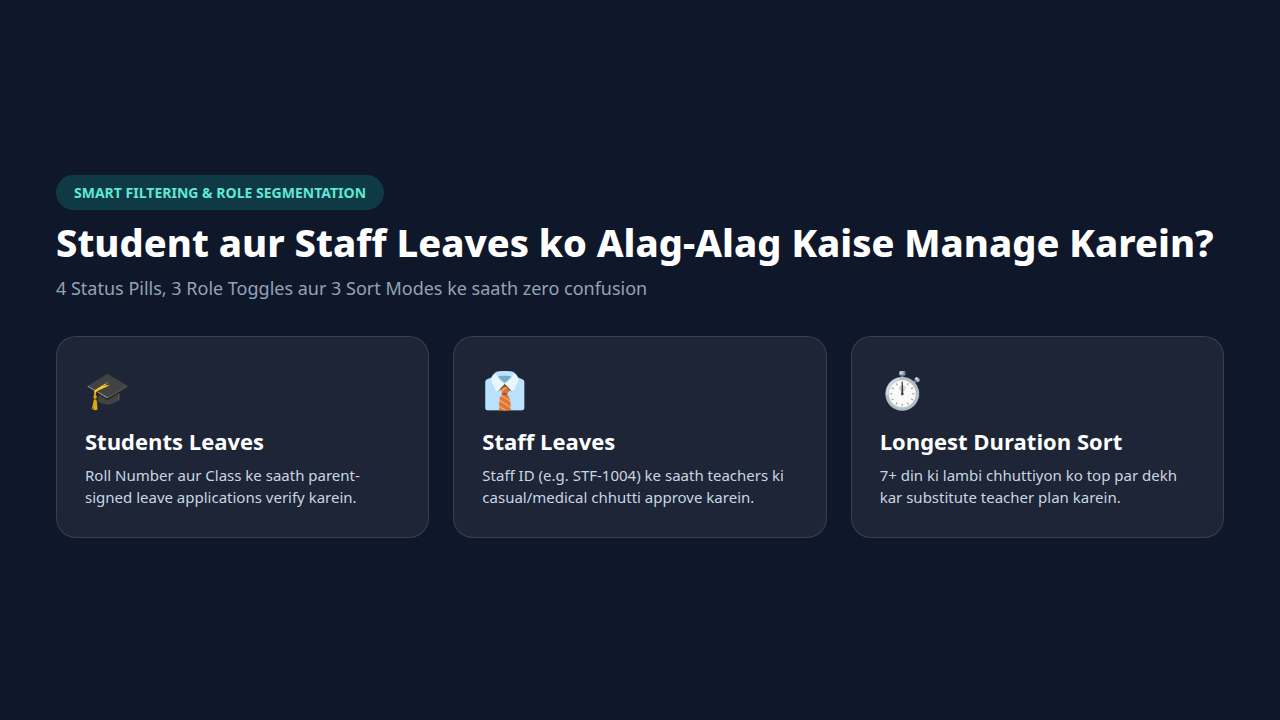 SMART FILTERING & ROLE SEGMENTATION
Student aur Staff Leaves ko Alag-Alag Kaise Manage Karein?
4 Status Pills, 3 Role Toggles aur 3 Sort Modes ke saath zero confusion
Students Leaves
Roll Number aur Class ke saath parent-
signed leave applications verify karein.
Staff Leaves
Staff ID (e.g. STF-1004) ke saath teachers ki
casual/medical chhutti approve karein.
Longest Duration Sort
7+ din ki lambi chhuttiyon ko top par dekh
kar substitute teacher plan karein.